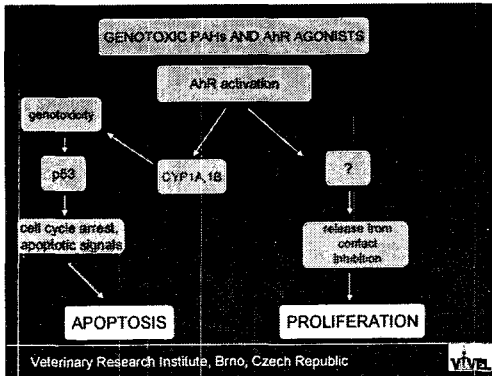 GENOTOXIC PAHs AND AhR AGONISTS
AhR activation
genotoxicity
p53
CYP1A,1B
?
cell cycle arrest,
apoptotic signals
release from
contact
inhibition
APOPTOSIS
PROLIFERATION
Veterinary Research Institute, Brno, Czech Republic